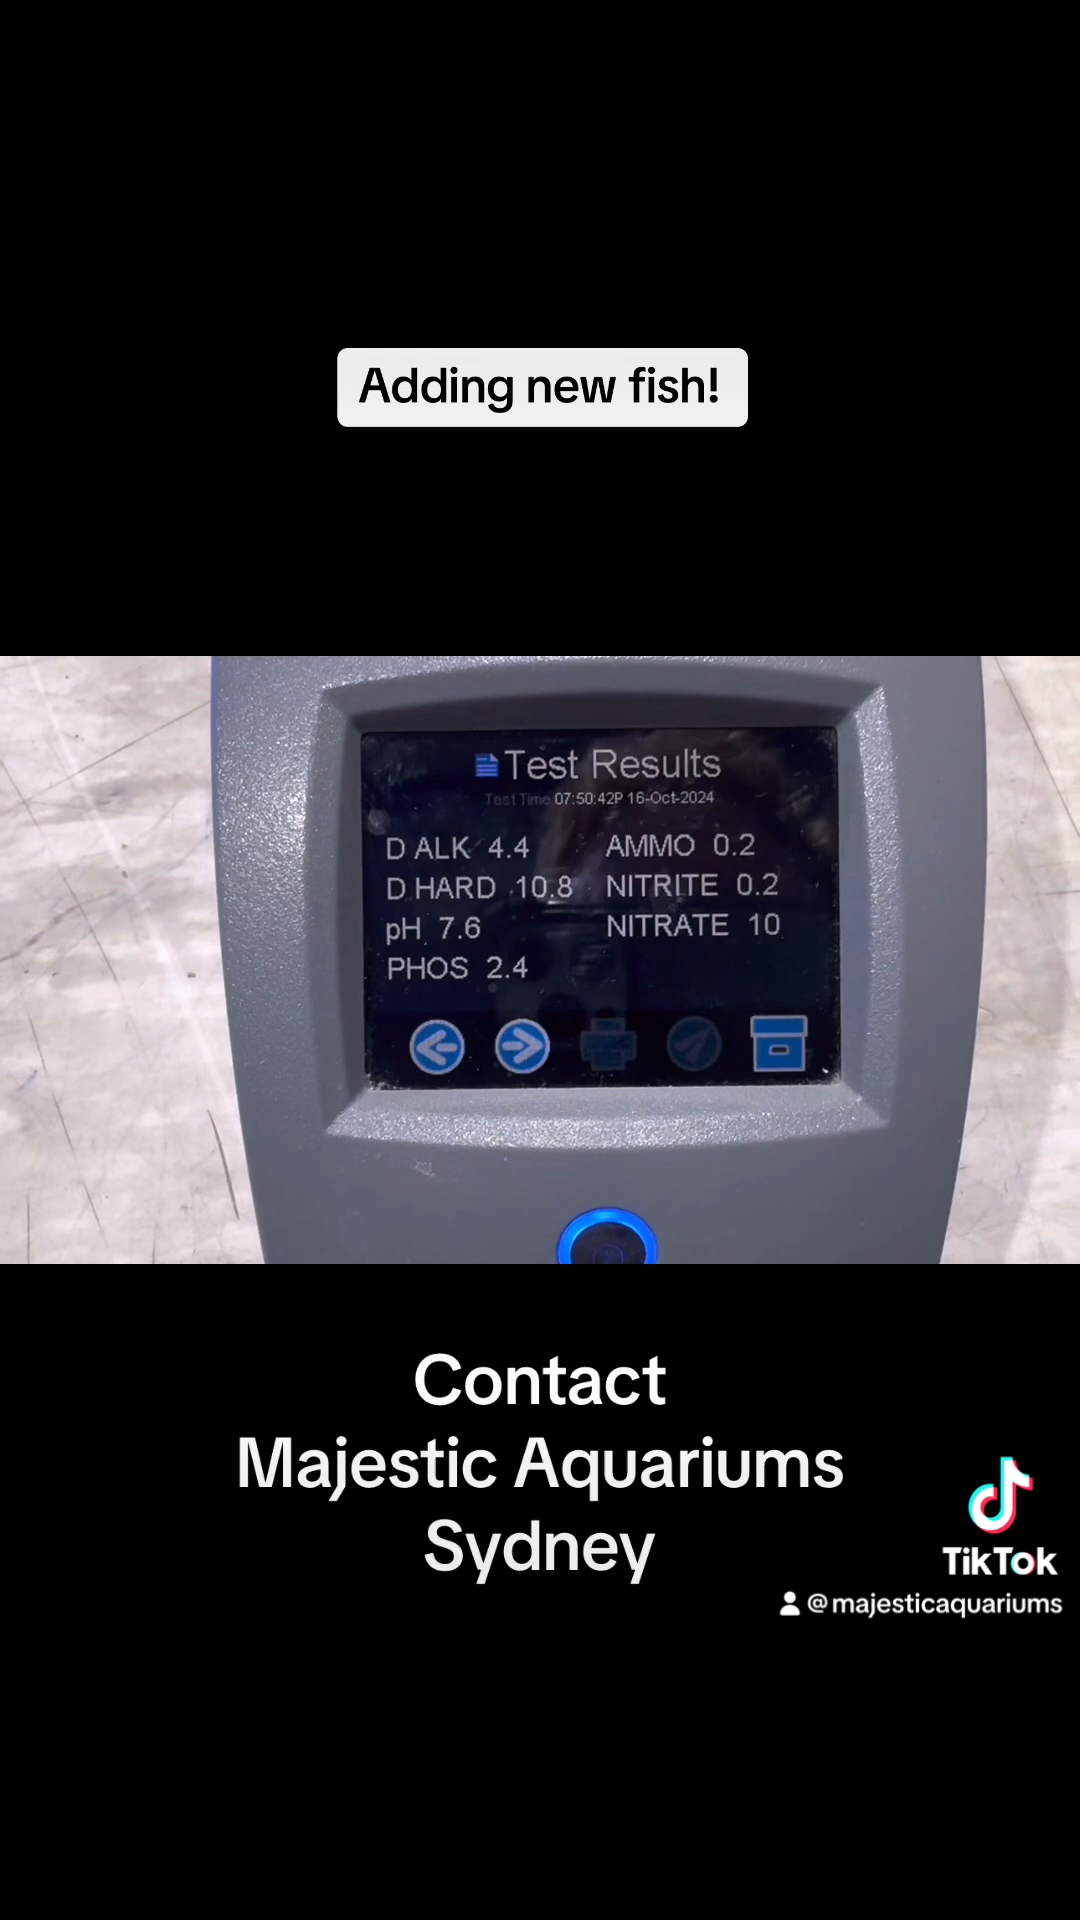 Adding new fish!
Test Results
Test Time 07:50:42P 16-Oct-2024
D ALK 4.4 AMMO 0.2
D HARD 10.8 NITRITE 0.2
pH 7.6 NITRATE 10
PHOS 2.4
Contact
Majestic Aquariums
Sydney
TikTok
@majesticaquariums